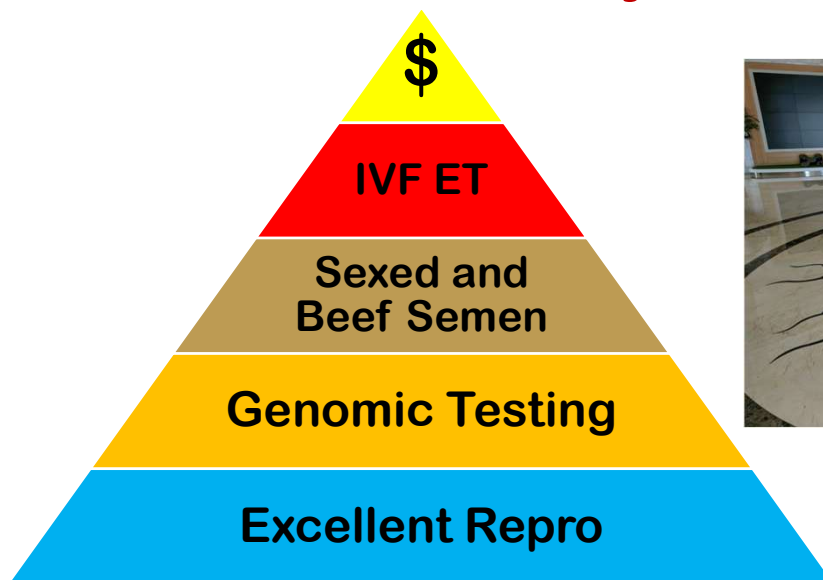 $
IVF ET
Sexed and
Beef Semen
Genomic Testing
Excellent Repro